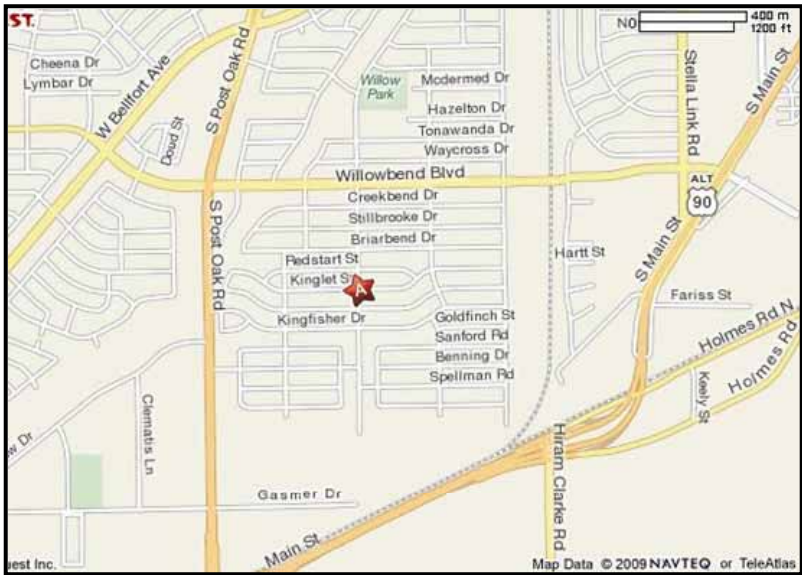 ST.
400 m
1200 ft
Cheena Dr
Lymbar Dr
W Bellfort Ave
S Post Oak Rd
Doud St
Willow
Park
Mcdermed Dr
Hazelton Dr
Tonawanda Dr
Waycross Dr
Stella Link Rd
S Main St
Willowbend Blvd
ALT
90
Creekbend Dr
Stillbrooke Dr
Briarbend Dr
S Post Oak Rd
Redstart St
Kinglet S
A
Hartt St
S Main St
Fariss St
Kingfisher Dr
Goldfinch St
Sanford Rd
Benning Dr
Spellman Rd
Holmes Rd N
Holmes Rd
Keely St
Clematis Ln
w Dr
Hiram Clarke Rd
Gasmer Dr
Main St
uest Inc.
Map Data © 2009 NAVTEQ or TeleAtlas